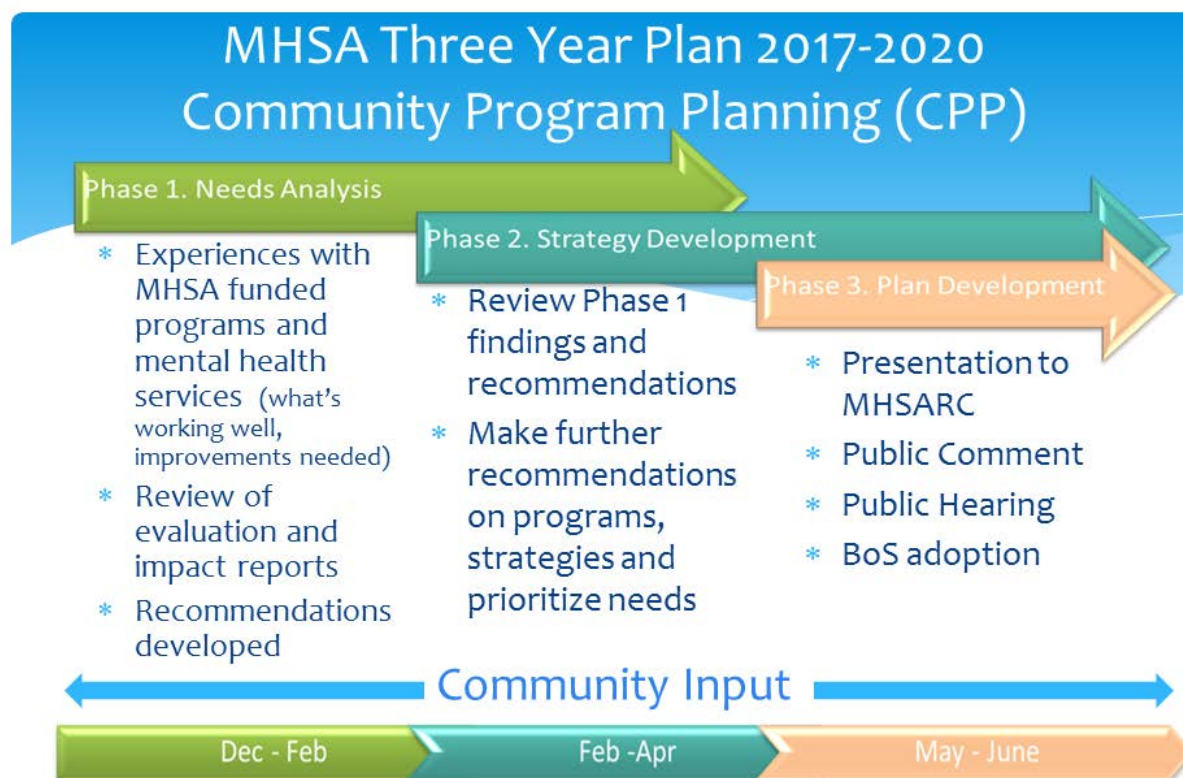 MHSA Three Year Plan 2017-2020
Community Program Planning (CPP)
Phase 1. Needs Analysis
* Experiences with
MHSA funded
programs and
mental health
services (what's
working well,
improvements needed)
* Review of
evaluation and
impact reports
* Recommendations
developed
Phase 2. Strategy Development
* Review Phase 1
findings and
recommendations
* Make further
recommendations
on programs,
strategies and
prioritize needs
Phase 3. Plan Development
* Presentation to
MHSARC
* Public Comment
* Public Hearing
* BoS adoption
Community Input
Dec - Feb
Feb -Apr
May - June